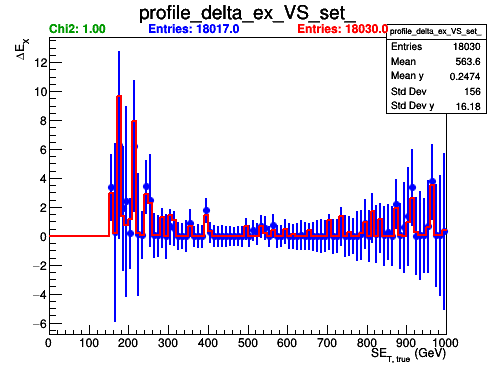 profile_delta_ex_VS_set_
Chi2: 1.00 Entries: 18017.0 Entries: 18030.0
profile_delta_ex_VS_set_
Entries 18030
Mean 563.6
Mean y 0.2474
Std Dev 156
Std Dev y 16.18
ΔEx
12
10
8
6
4
2
0
−2
−4
−6
0 100 200 300 400 500 600 700 800 900 1000
SET, true (GeV)